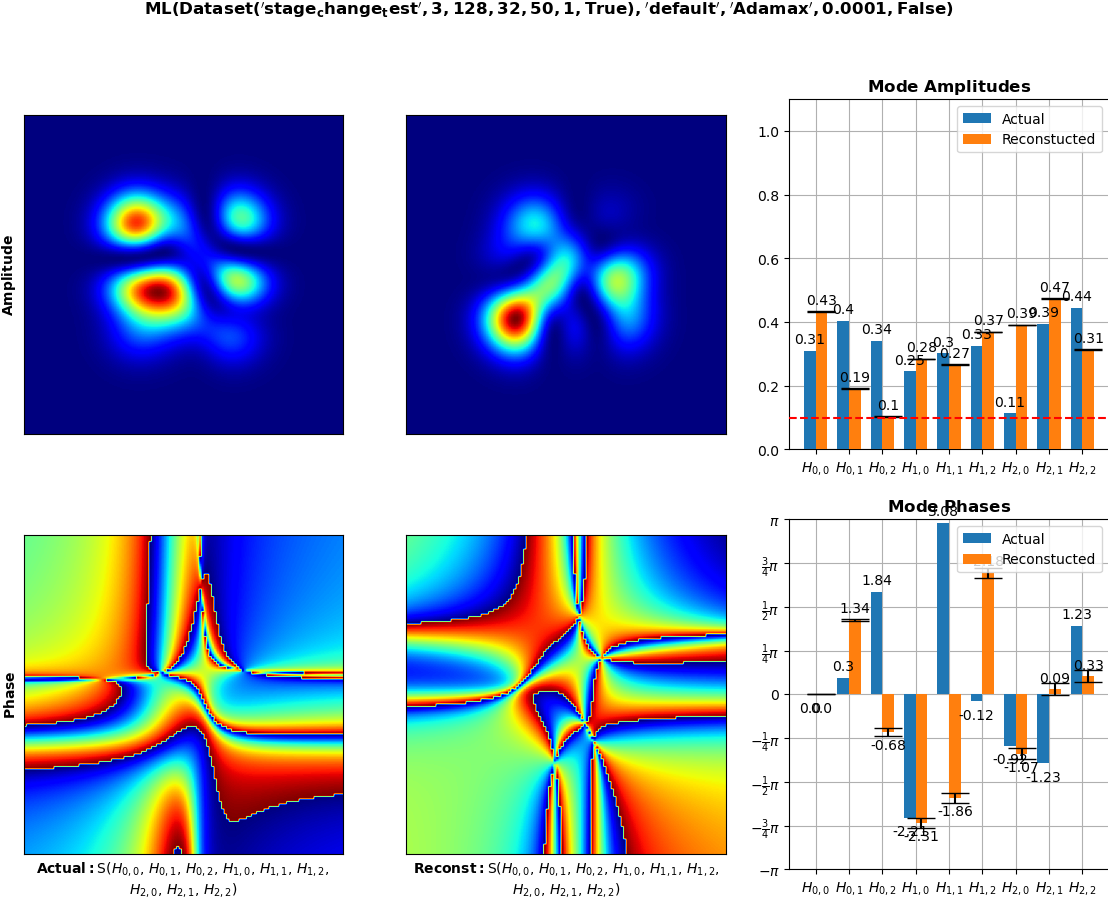 ML(Dataset('stage_change_test', 3, 128, 32, 50, 1, True), 'default', 'Adamax', 0.0001, False)
Amplitude
Mode Amplitudes
Actual
Reconstucted
1.0
0.8
0.6
0.4
0.2
0.0
0.31 0.43 0.4 0.19 0.34 0.1 0.25 0.28 0.3 0.27 0.33 0.37 0.11 0.39 0.39 0.47 0.44 0.31
H0,0 H0,1 H0,2 H1,0 H1,1 H1,2 H2,0 H2,1 H2,2
Phase
Mode Phases
Actual
Reconstucted
π
3/4π
1/2π
1/4π
0
−1/4π
−1/2π
−3/4π
−π
0.0 0.0 0.3 1.34 1.84 -0.68 -2.31 3.08 -1.86 -0.12 -0.92 -1.07 -1.23 0.09 1.23 0.33
H0,0 H0,1 H0,2 H1,0 H1,1 H1,2 H2,0 H2,1 H2,2
Actual: S(H0,0, H0,1, H0,2, H1,0, H1,1, H1,2,
H2,0, H2,1, H2,2)
Reconst: S(H0,0, H0,1, H0,2, H1,0, H1,1, H1,2,
H2,0, H2,1, H2,2)